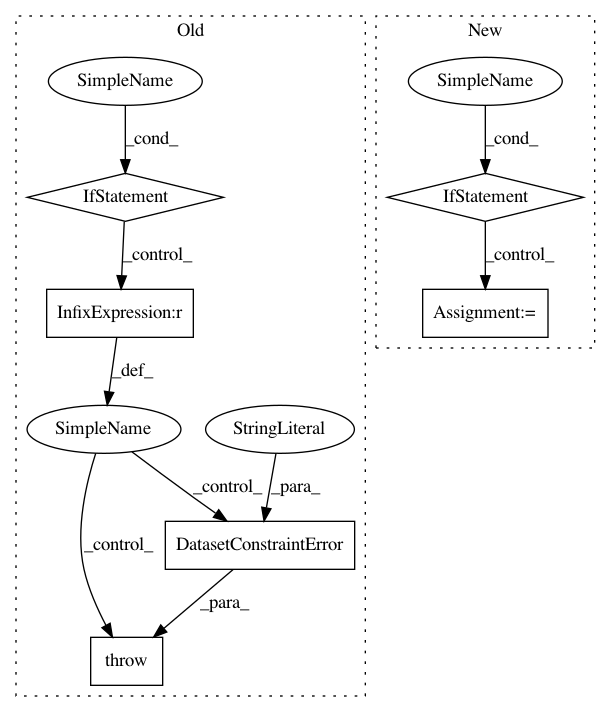 Old
New
SimpleName
SimpleName
_cond_
_cond_
IfStatement
IfStatement
_control_
_control_
InfixExpression:r
Assignment:=
_def_
SimpleName
StringLiteral
_control_
_para_
_control_
DatasetConstraintError
_para_
throw